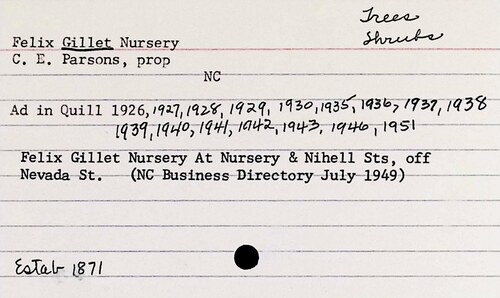 Trees
Shrubs
Felix Gillet Nursery
C. E. Parsons, prop
NC
Ad in Quill 1926, 1927, 1928, 1929, 1930, 1935, 1936, 1937, 1938
1939, 1940, 1941, 1942, 1943, 1946, 1951
Felix Gillet Nursery At Nursery & Nihell Sts, off
Nevada St. (NC Business Directory July 1949)
Estab 1871